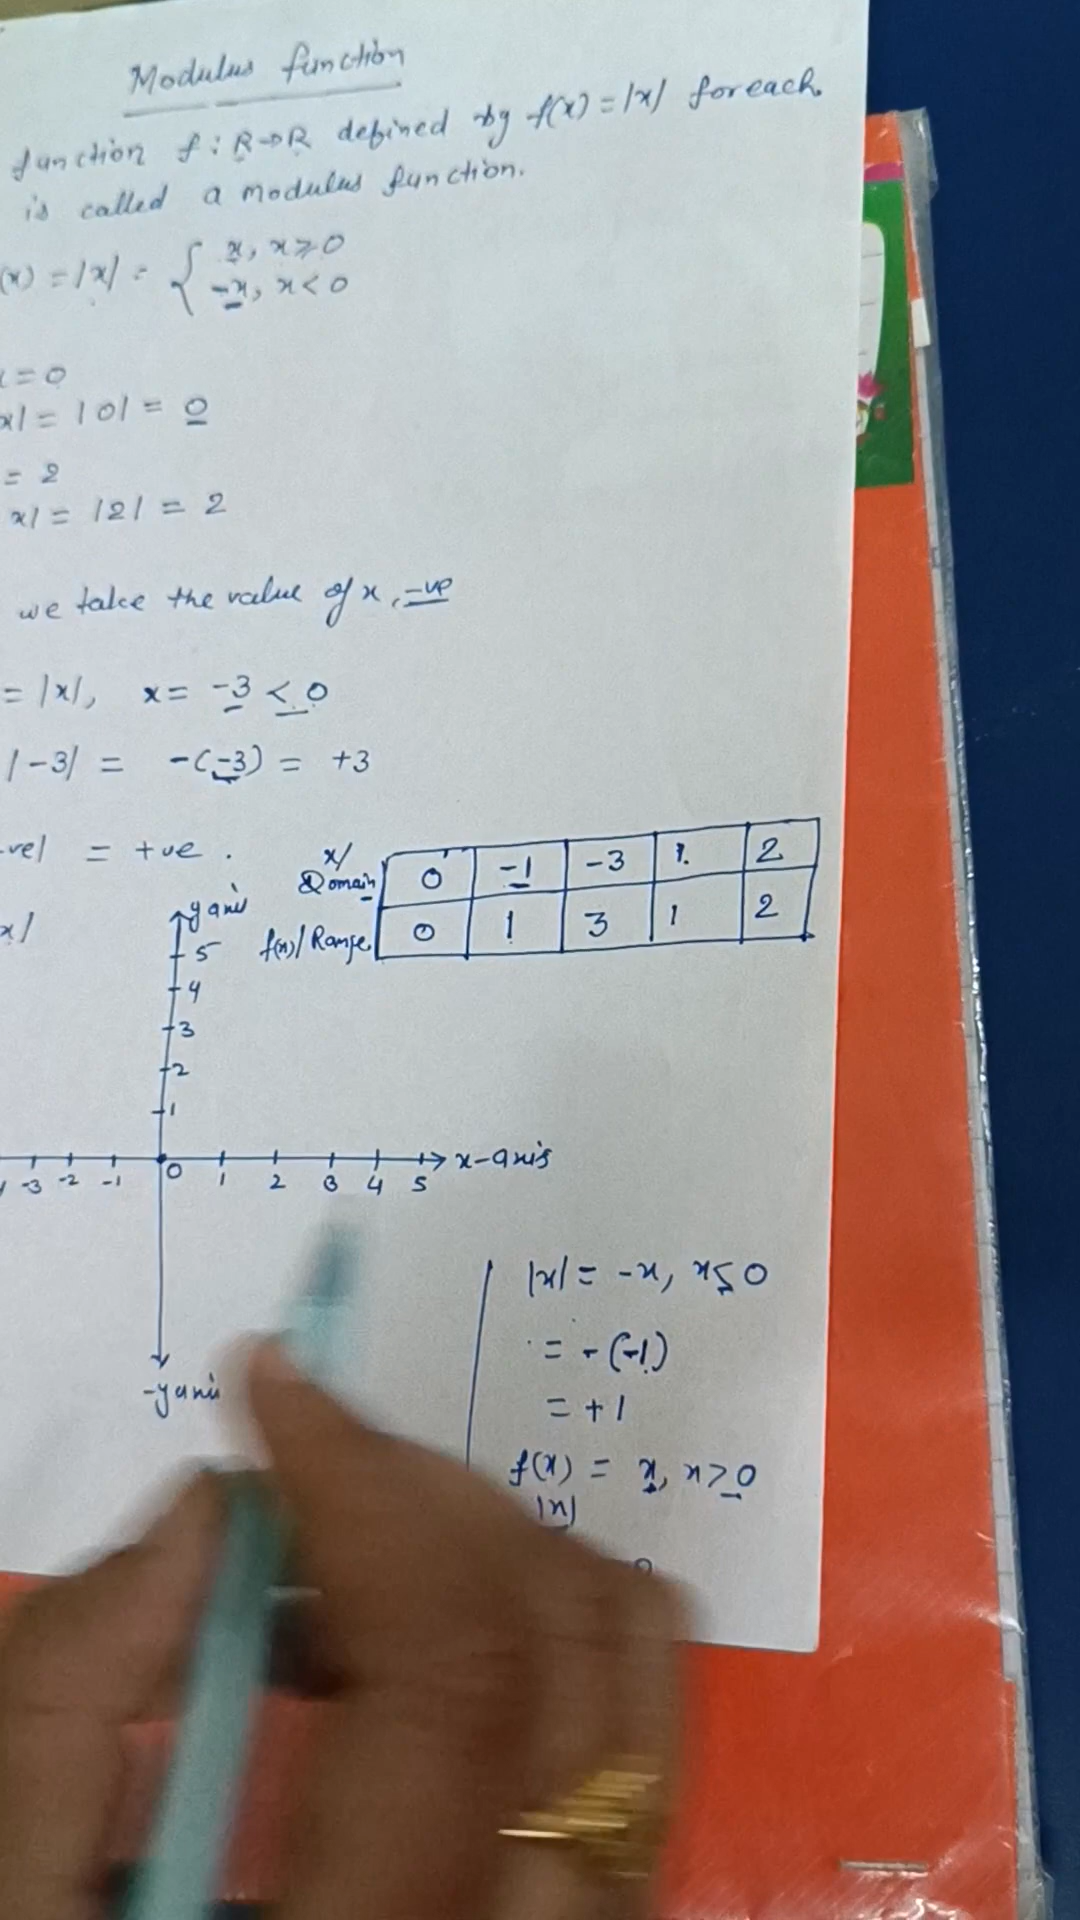 Modulus function
function f : R→R defined by f(x) = |x| for each
is called a modulus function.
(x) = |x| = { x, x ≥ 0
-x, x < 0
x = 0
x| = |0| = 0
= 2
x| = |2| = 2
we take the value of x, -ve
= |x|, x = -3 < 0
|-3| = -(-3) = +3
-ve| = +ve .
x/ Domain 0 -1 -3 1 2
f(x)/Range 0 1 3 1 2
x|
y axis
5
4
3
2
1
-3 -2 -1 0 1 2 3 4 5 x-axis
-y axis
|x| = -x, x ≤ 0
= -(-1)
= +1
f(x) = x, x > 0
|x|